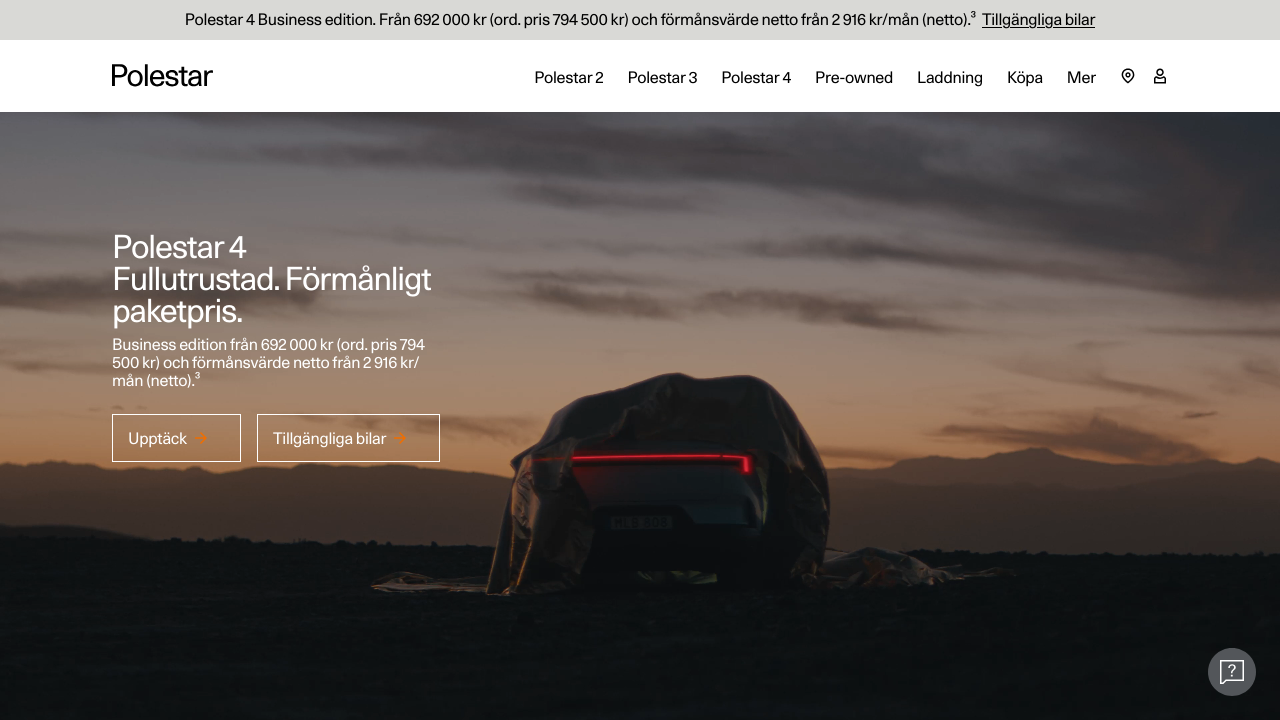 Polestar 4 Business edition. Från 692 000 kr (ord. pris 794 500 kr) och förmånsvärde netto från 2 916 kr/mån (netto).³ Tillgängliga bilar
Polestar
Polestar 2
Polestar 3
Polestar 4
Pre-owned
Laddning
Köpa
Mer
Polestar 4
Fullutrustad. Förmånligt
paketpris.
Business edition från 692 000 kr (ord. pris 794
500 kr) och förmånsvärde netto från 2 916 kr/
mån (netto).³
Upptäck
Tillgängliga bilar